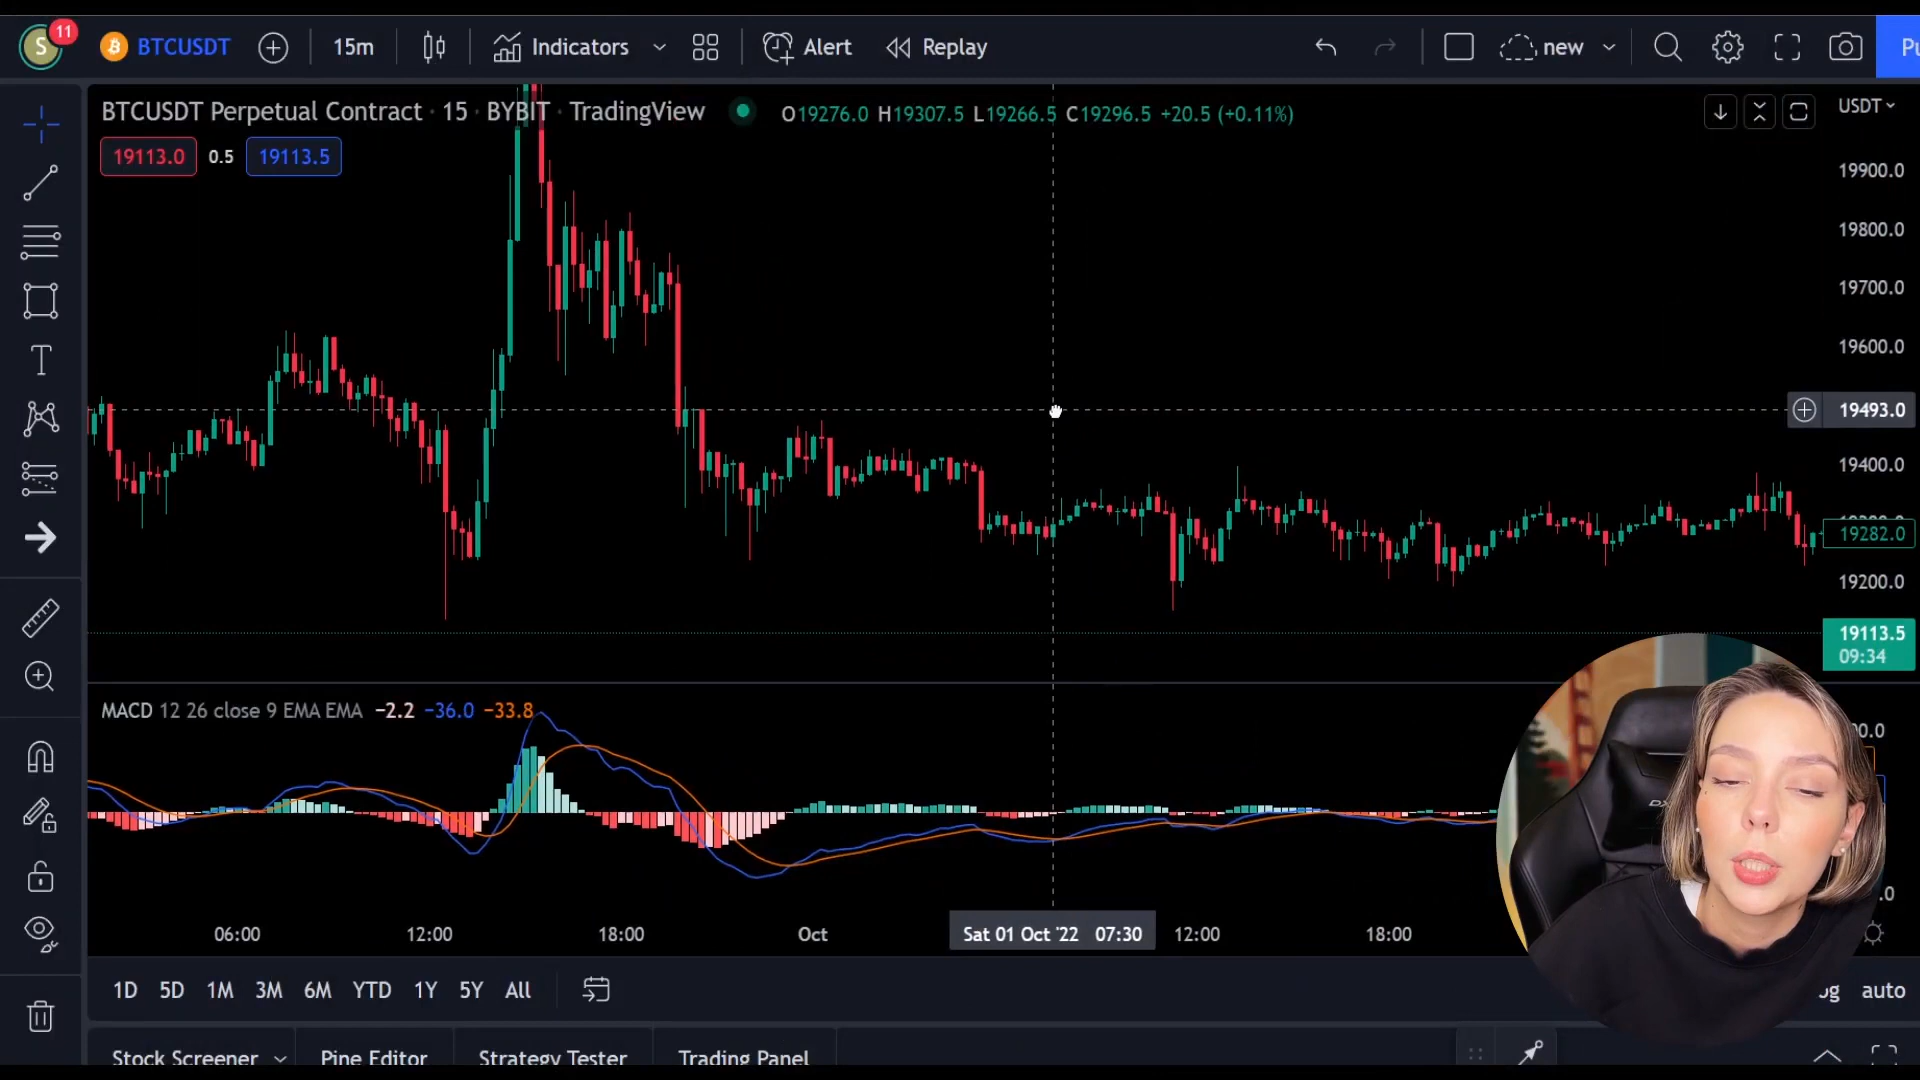 S 11 BTCUSDT 15m Indicators Alert Replay new
BTCUSDT Perpetual Contract · 15 · BYBIT · TradingView O19276.0 H19307.5 L19266.5 C19296.5 +20.5 (+0.11%) USDT
19113.0 0.5 19113.5
19900.0
19800.0
19700.0
19600.0
19493.0
19400.0
19282.0
19200.0
19113.5
09:34
MACD 12 26 close 9 EMA EMA −2.2 −36.0 −33.8
06:00 12:00 18:00 Oct Sat 01 Oct '22 07:30 12:00 18:00
1D 5D 1M 3M 6M YTD 1Y 5Y All auto
Stock Screener Pine Editor Strategy Tester Trading Panel